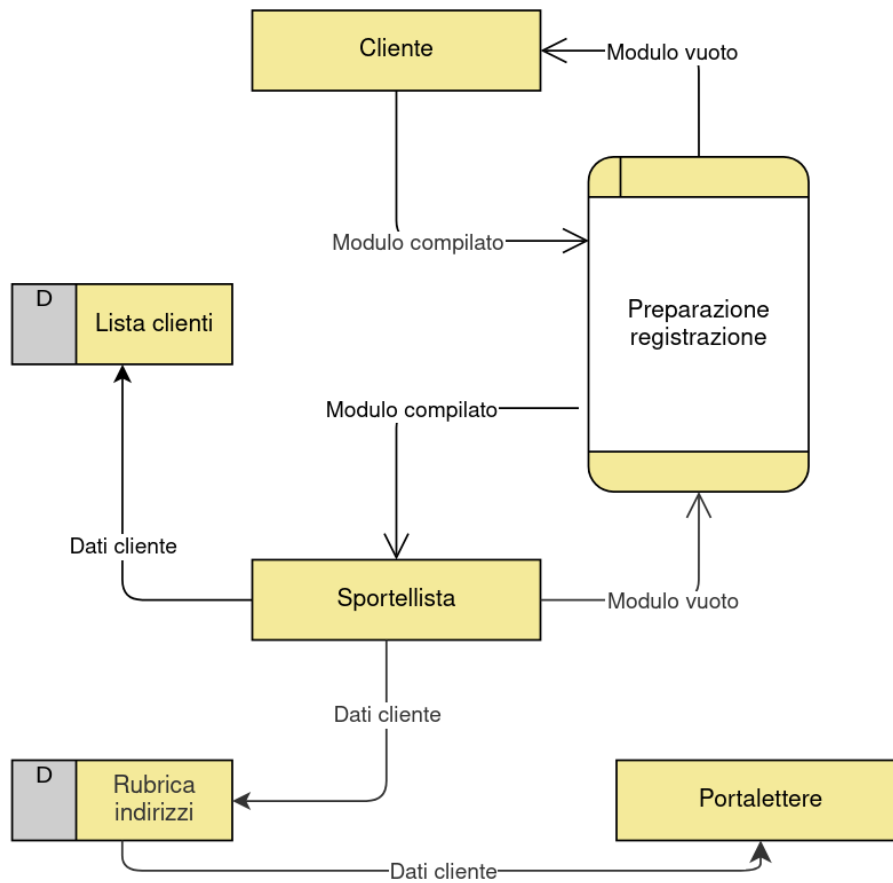 Cliente
Modulo vuoto
Modulo compilato
D
Lista clienti
Preparazione
registrazione
Modulo compilato
Dati cliente
Sportellista
Modulo vuoto
Dati cliente
D
Rubrica
indirizzi
Portalettere
Dati cliente